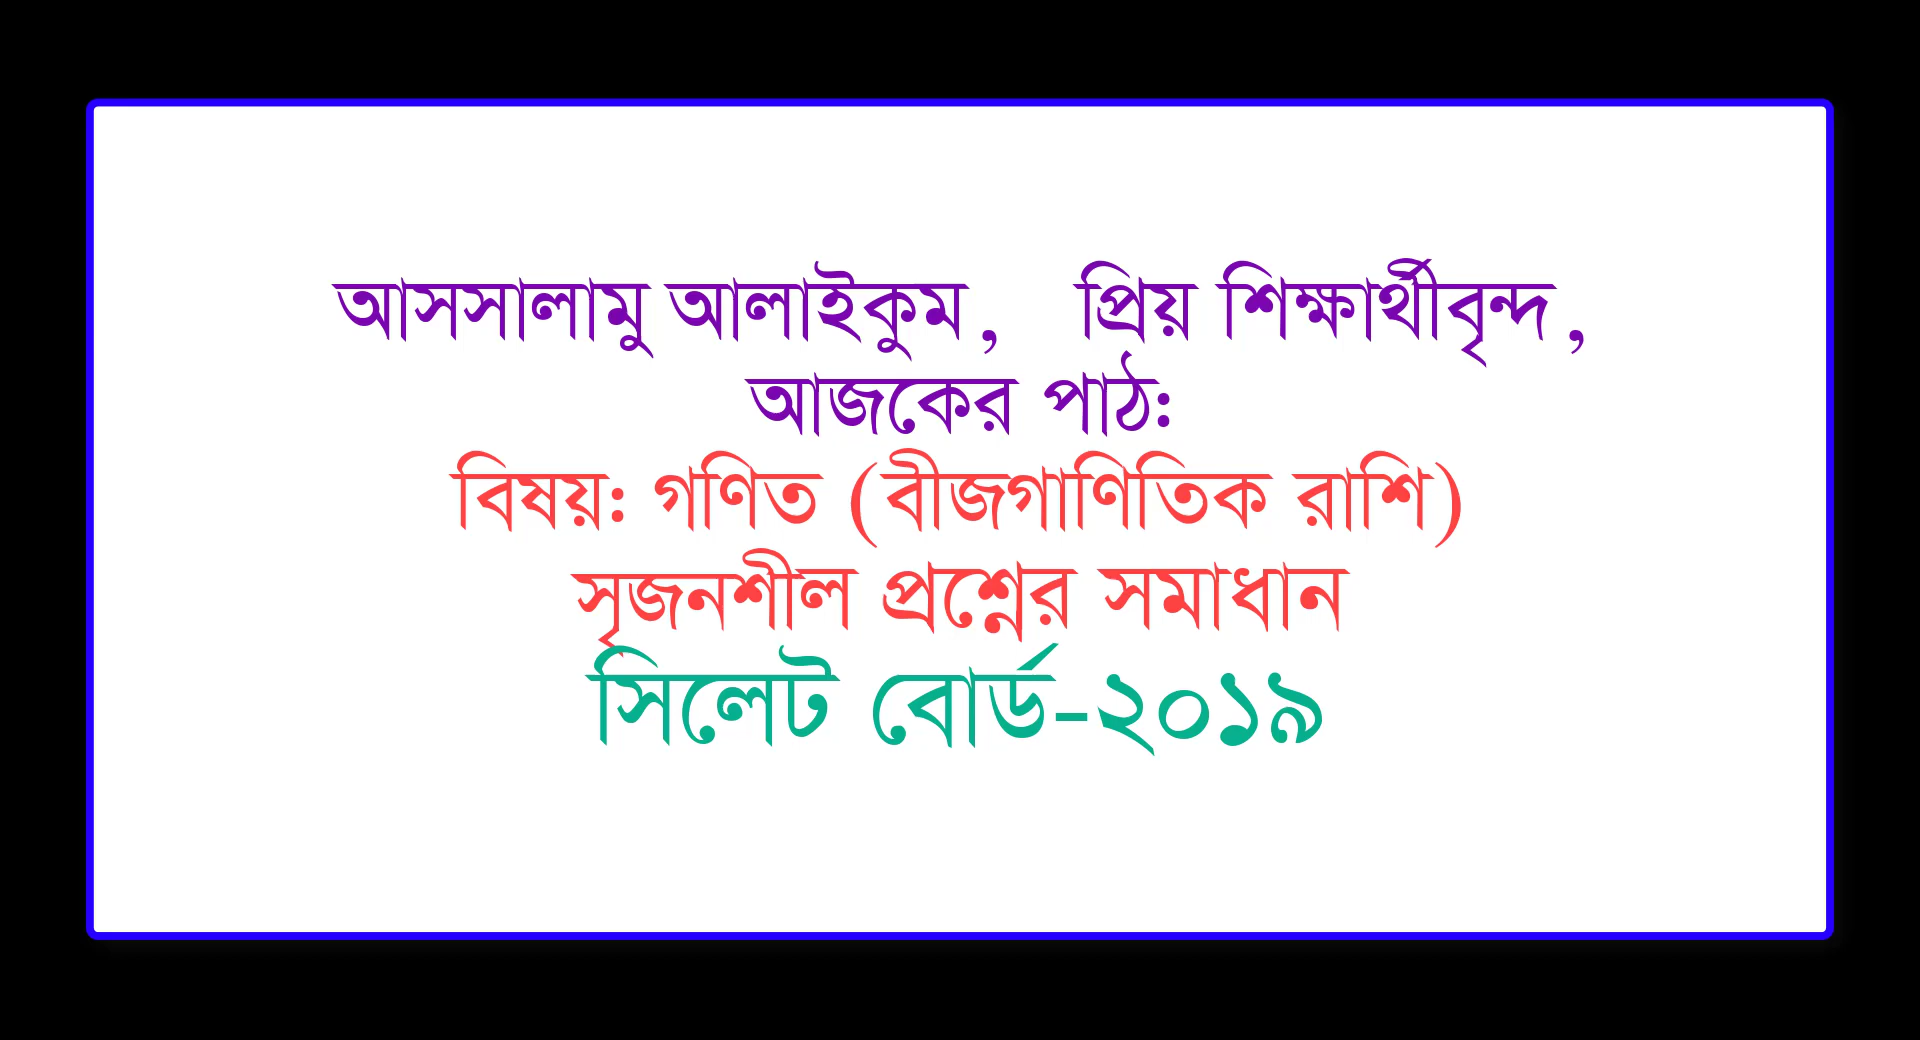 আসসালামু আলাইকুম, প্রিয় শিক্ষার্থীবৃন্দ,
আজকের পাঠঃ
বিষয়ঃ গণিত (বীজগাণিতিক রাশি)
সৃজনশীল প্রশ্নের সমাধান
সিলেট বোর্ড-২০১৯